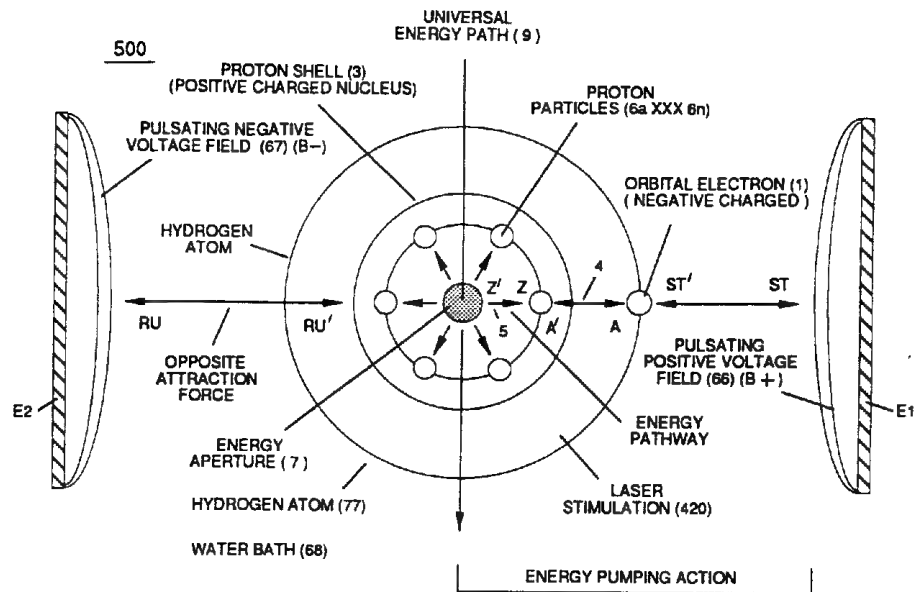 UNIVERSAL
ENERGY PATH (9)
500
PROTON SHELL (3)
(POSITIVE CHARGED NUCLEUS)
PROTON
PARTICLES (6a XXX 6n)
PULSATING NEGATIVE
VOLTAGE FIELD (67) (B-)
ORBITAL ELECTRON (1)
(NEGATIVE CHARGED)
HYDROGEN
ATOM
4
Z' Z
ST' ST
RU RU'
5
A' A
OPPOSITE
ATTRACTION
FORCE
PULSATING
POSITIVE VOLTAGE
FIELD (66) (B+)
E2
E1
ENERGY
APERTURE (7)
ENERGY
PATHWAY
HYDROGEN ATOM (77)
LASER
STIMULATION (420)
WATER BATH (68)
ENERGY PUMPING ACTION